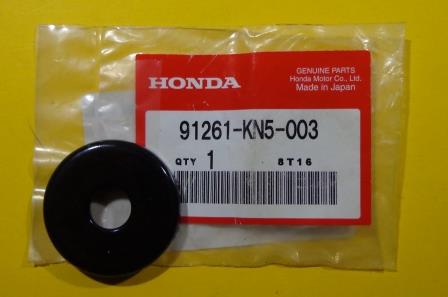 HONDA
GENUINE PARTS
Honda Motor Co., Ltd.
Made in Japan
91261-KN5-003
QTY 1 8T16